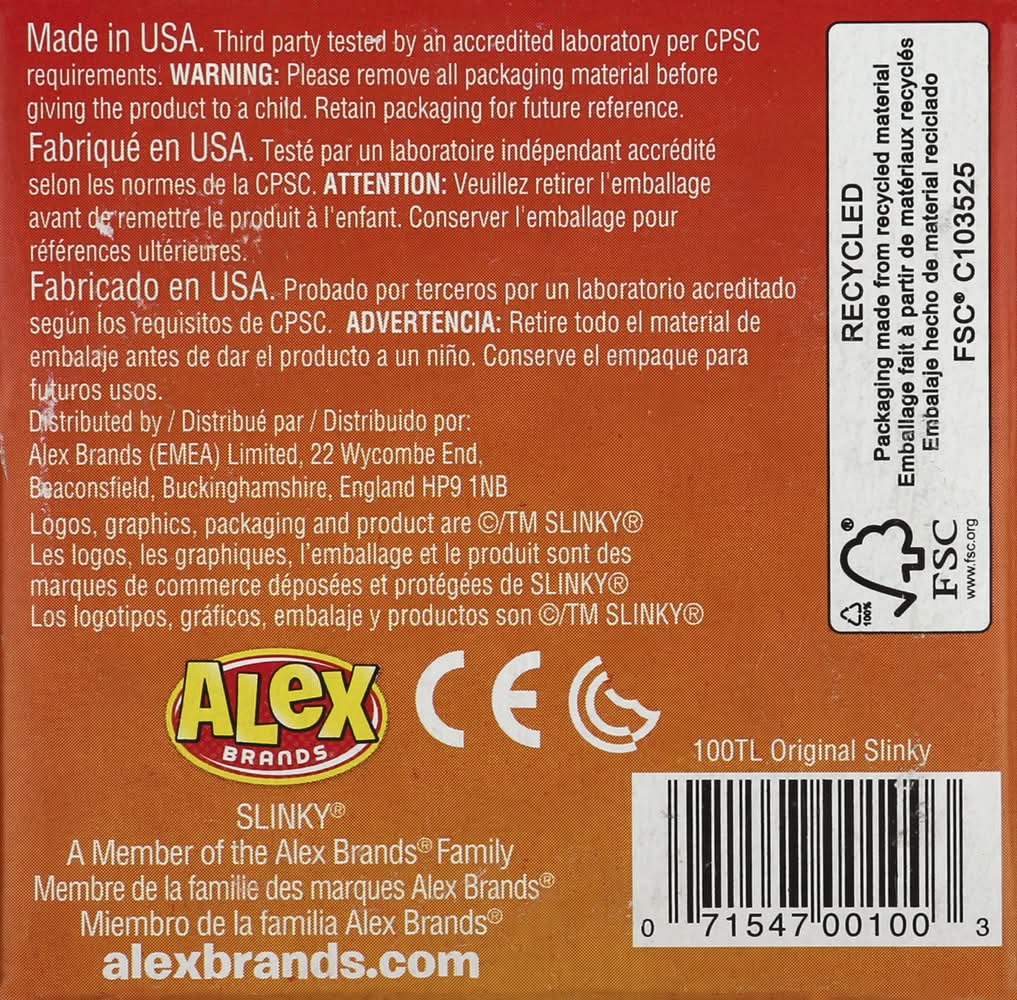 Made in USA. Third party tested by an accredited laboratory per CPSC
requirements. WARNING: Please remove all packaging material before
giving the product to a child. Retain packaging for future reference.
Fabriqué en USA. Testé par un laboratoire indépendant accrédité
selon les normes de la CPSC. ATTENTION: Veuillez retirer l'emballage
avant de remettre le produit à l'enfant. Conserver l'emballage pour
références ultérieures.
Fabricado en USA. Probado por terceros por un laboratorio acreditado
según los requisitos de CPSC. ADVERTENCIA: Retire todo el material de
embalaje antes de dar el producto a un niño. Conserve el empaque para
futuros usos.
Distributed by / Distribué par / Distribuido por:
Alex Brands (EMEA) Limited, 22 Wycombe End,
Beaconsfield, Buckinghamshire, England HP9 1NB
Logos, graphics, packaging and product are ©/TM SLINKY®
Les logos, les graphiques, l'emballage et le produit sont des
marques de commerce déposées et protégées de SLINKY®
Los logotipos, gráficos, embalaje y productos son ©/TM SLINKY®
RECYCLED
Packaging made from recycled material
Emballage fait à partir de matériaux recyclés
Embalaje hecho de material reciclado
FSC® C103525
100%
®
FSC
www.fsc.org
ALeX
BRANDS
CE
SLINKY®
A Member of the Alex Brands® Family
Membre de la famille des marques Alex Brands®
Miembro de la familia Alex Brands®
alexbrands.com
100TL Original Slinky
0 71547 00100 3